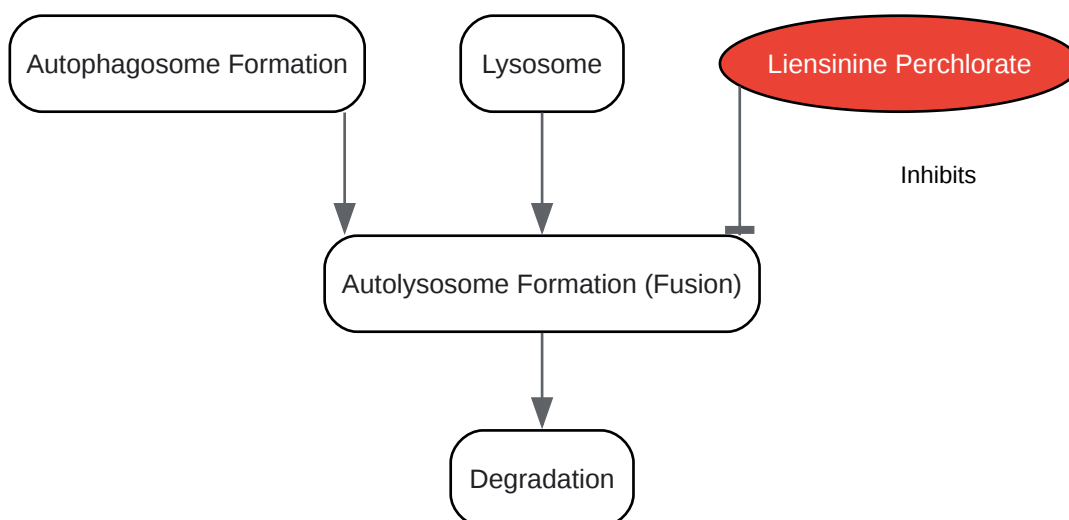 Autophagosome Formation
Lysosome
Liensinine Perchlorate
Inhibits
Autolysosome Formation (Fusion)
Degradation